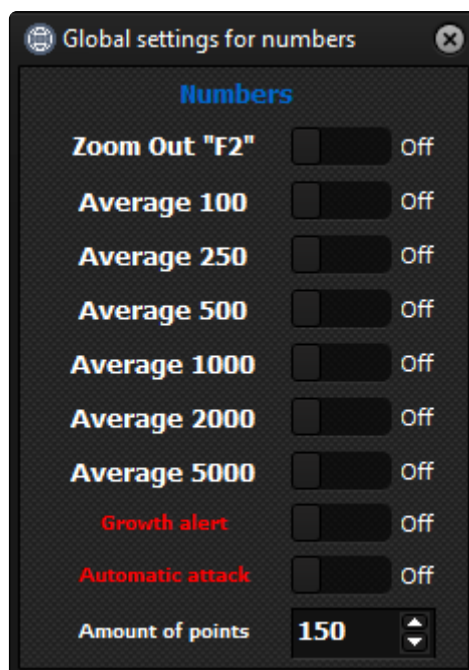 Global settings for numbers
Numbers
Zoom Out "F2" Off
Average 100 Off
Average 250 Off
Average 500 Off
Average 1000 Off
Average 2000 Off
Average 5000 Off
Growth alert Off
Automatic attack Off
Amount of points 150